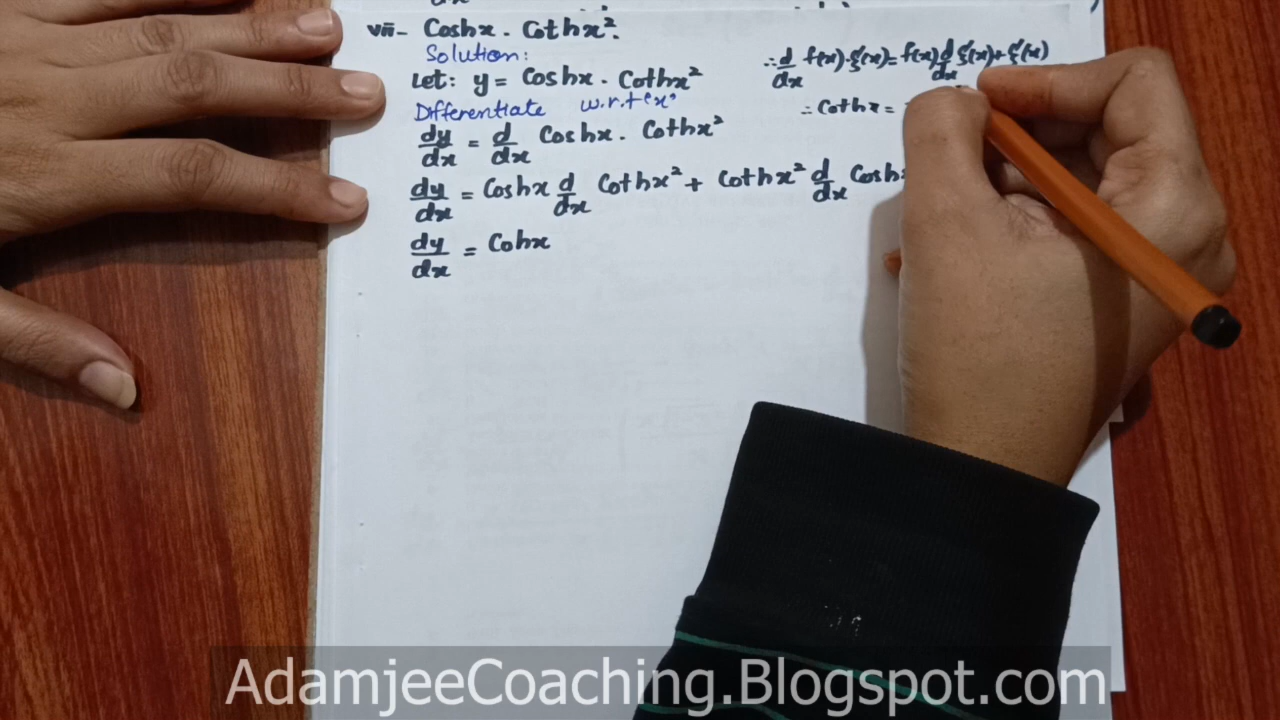 vii- Coshx . Cothx².
Solution:
Let: y = Coshx . Cothx²
Differentiate w.r.t 'x'
dy/dx = d/dx Coshx . Cothx²
dy/dx = Coshx d/dx Cothx² + Cothx² d/dx Cosh
dy/dx = Cohx
∴ d/dx f(x).g(x) = f(x) d/dx g(x) + g(x)
∴ Cothx =
AdamjeeCoaching.Blogspot.com